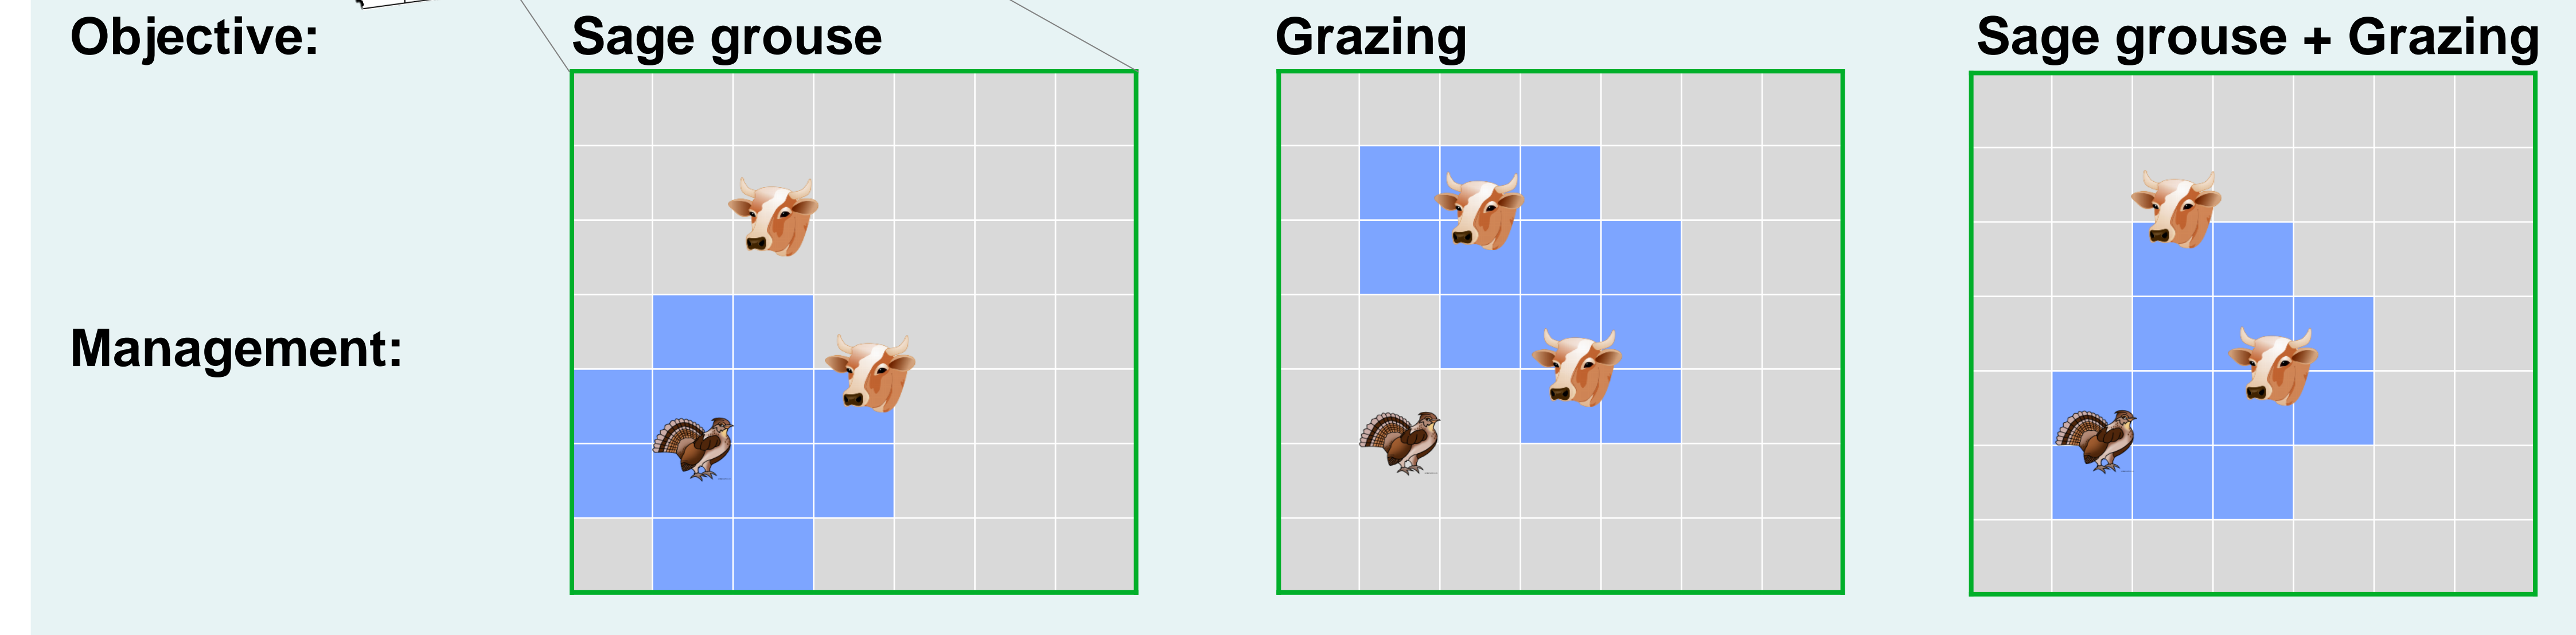 Objective:
Sage grouse
Grazing
Sage grouse + Grazing
Management: